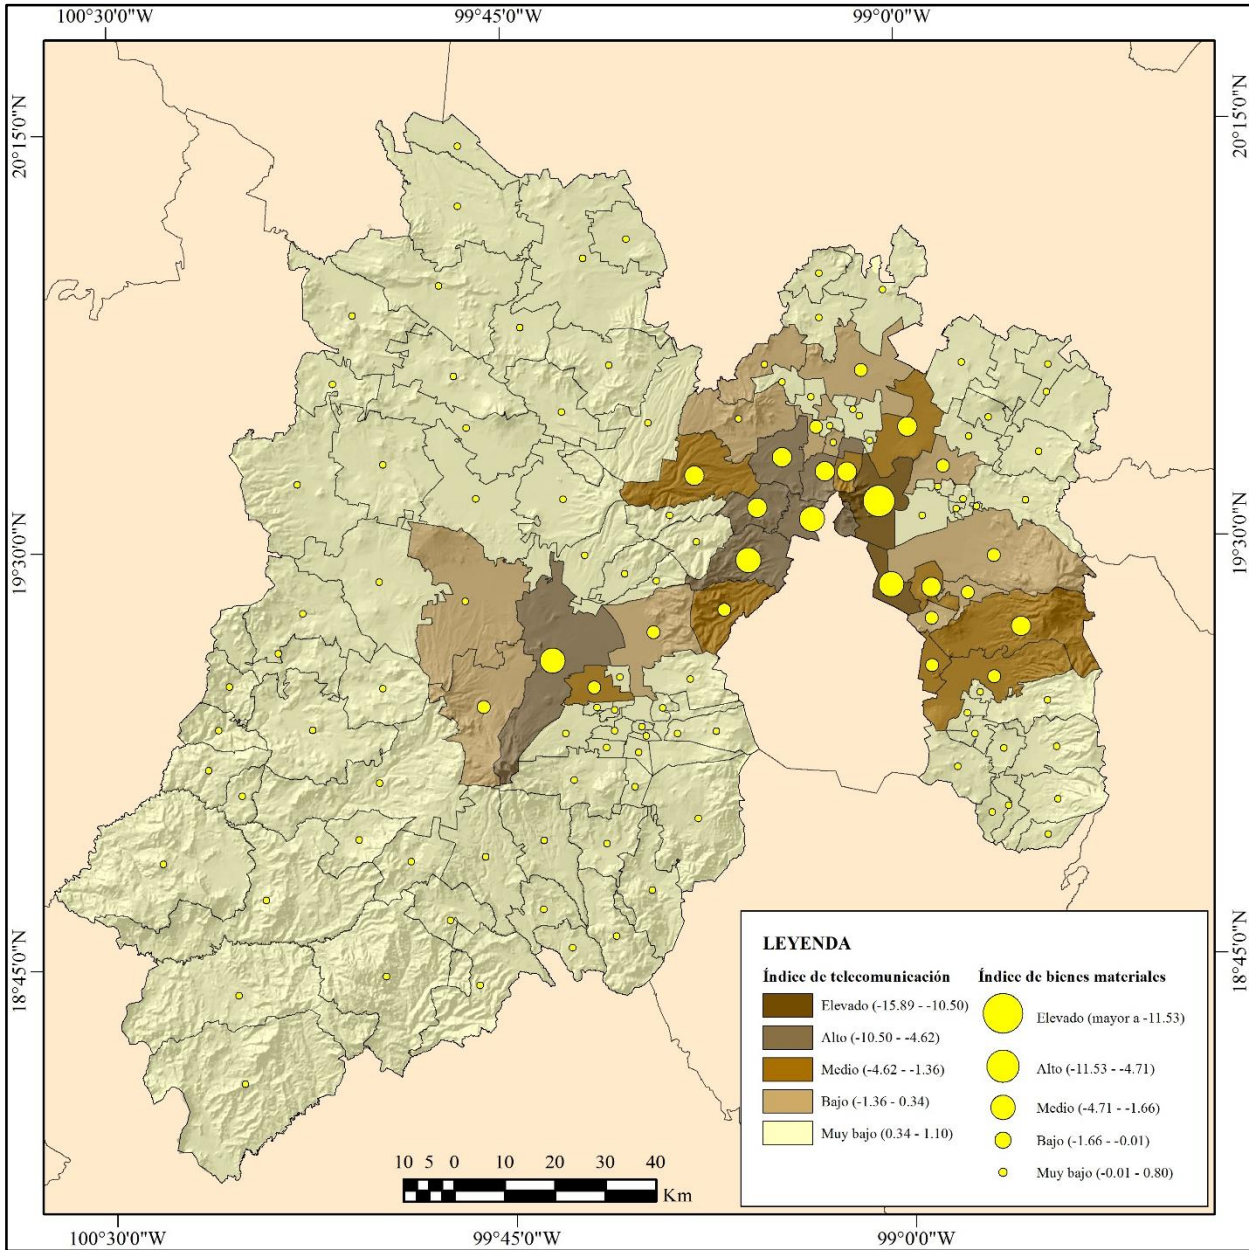 100°30'0"W 99°45'0"W 99°0'0"W
20°15'0"N 20°15'0"N
19°30'0"N 19°30'0"N
18°45'0"N 18°45'0"N
LEYENDA
Índice de telecomunicación
Elevado (-15.89 - -10.50)
Alto (-10.50 - -4.62)
Medio (-4.62 - -1.36)
Bajo (-1.36 - 0.34)
Muy bajo (0.34 - 1.10)
Índice de bienes materiales
Elevado (mayor a -11.53)
Alto (-11.53 - -4.71)
Medio (-4.71 - -1.66)
Bajo (-1.66 - -0.01)
Muy bajo (-0.01 - 0.80)
10 5 0 10 20 30 40
Km
100°30'0"W 99°45'0"W 99°0'0"W